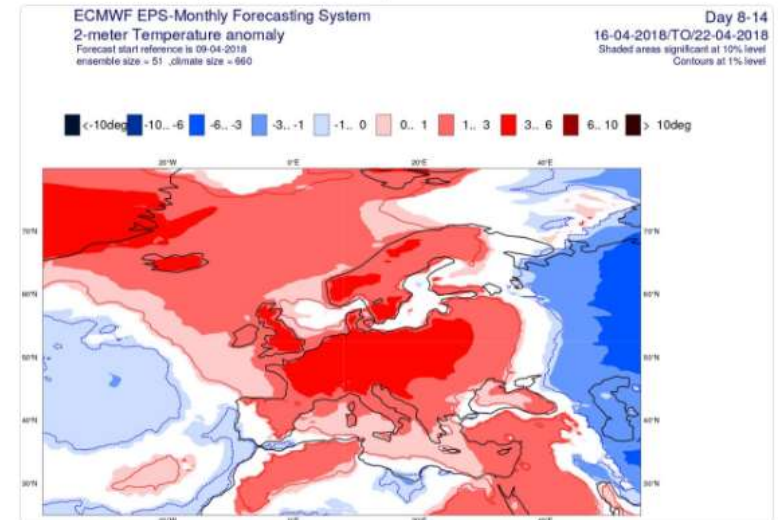 ECMWF EPS-Monthly Forecasting System
2-meter Temperature anomaly
Forecast start reference is 09-04-2018
ensemble size = 51 ,climate size = 660
Day 8-14
16-04-2018/TO/22-04-2018
Shaded areas significant at 10% level
Contours at 1% level
<-10deg -10.. -6 -6.. -3 -3.. -1 -1.. 0 0.. 1 1.. 3 3.. 6 6.. 10 > 10deg
20°W 0°E 20°E 40°E
70°N 70°N
60°N 60°N
50°N 50°N
40°N 40°N
30°N 30°N